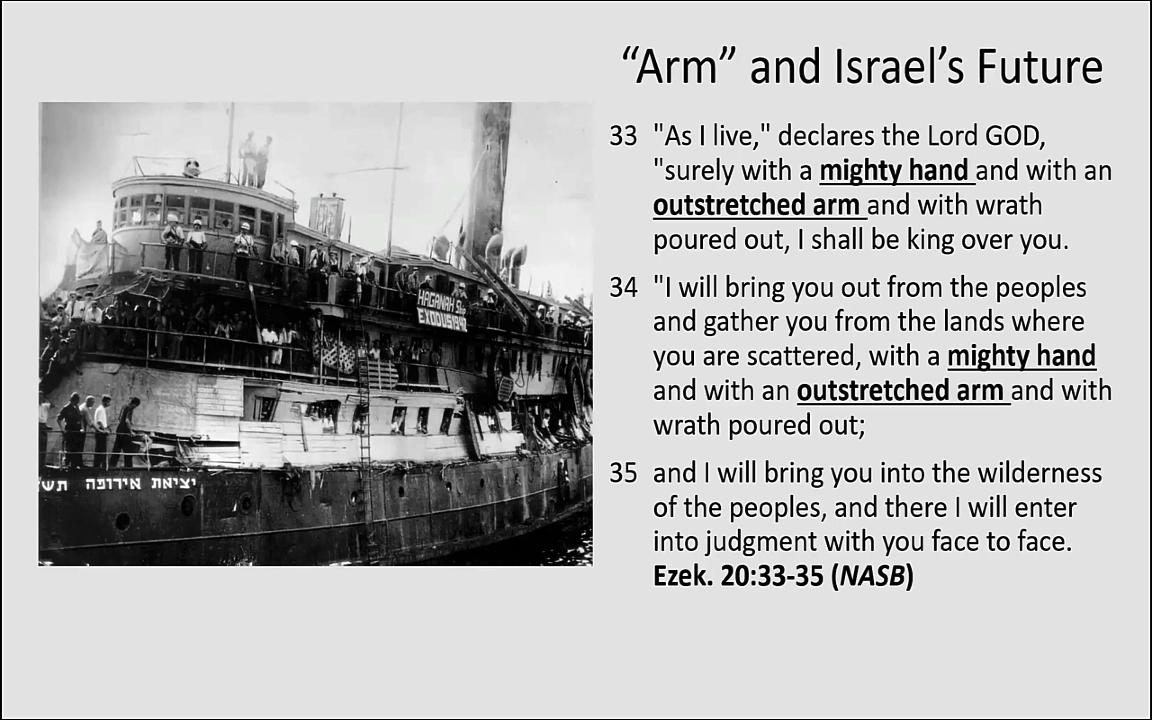 “Arm” and Israel’s Future
33 "As I live," declares the Lord GOD,
"surely with a mighty hand and with an
outstretched arm and with wrath
poured out, I shall be king over you.
34 "I will bring you out from the peoples
and gather you from the lands where
you are scattered, with a mighty hand
and with an outstretched arm and with
wrath poured out;
35 and I will bring you into the wilderness
of the peoples, and there I will enter
into judgment with you face to face.
Ezek. 20:33-35 (NASB)
HAGANAH
EXODUS 1947
יציאת אירופה תש